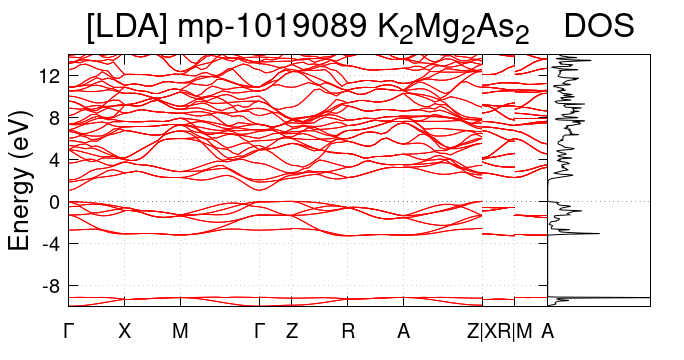 [LDA] mp-1019089 K₂Mg₂As₂ DOS
Energy (eV)
12
8
4
0
-4
-8
Γ X M Γ Z R A Z|XR|M A